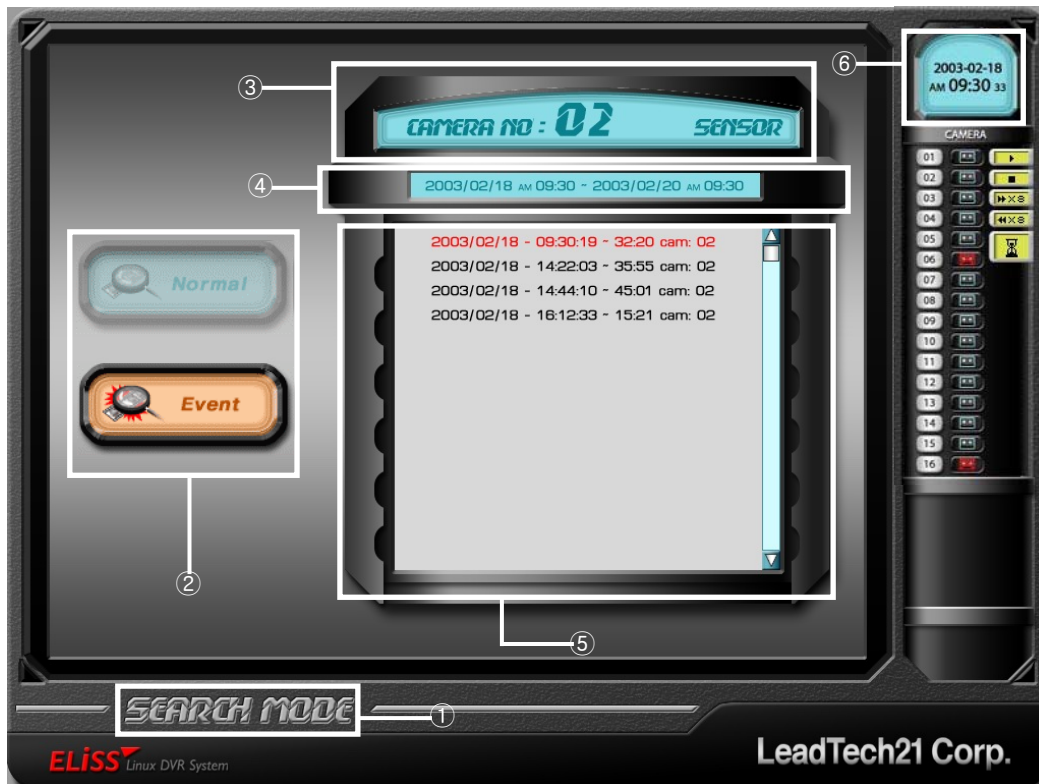 ③
CAMERA NO : 02 SENSOR
④
2003/02/18 AM 09:30 ~ 2003/02/20 AM 09:30
2003/02/18 - 09:30:19 ~ 32:20 cam: 02
2003/02/18 - 14:22:03 ~ 35:55 cam: 02
2003/02/18 - 14:44:10 ~ 45:01 cam: 02
2003/02/18 - 16:12:33 ~ 15:21 cam: 02
Normal
Event
②
⑤
SEARCH MODE
①
ELiSS Linux DVR System
LeadTech21 Corp.
⑥
2003-02-18
AM 09:30 33
CAMERA
01
02
03 ×8
04 ×8
05
06
07
08
09
10
11
12
13
14
15
16